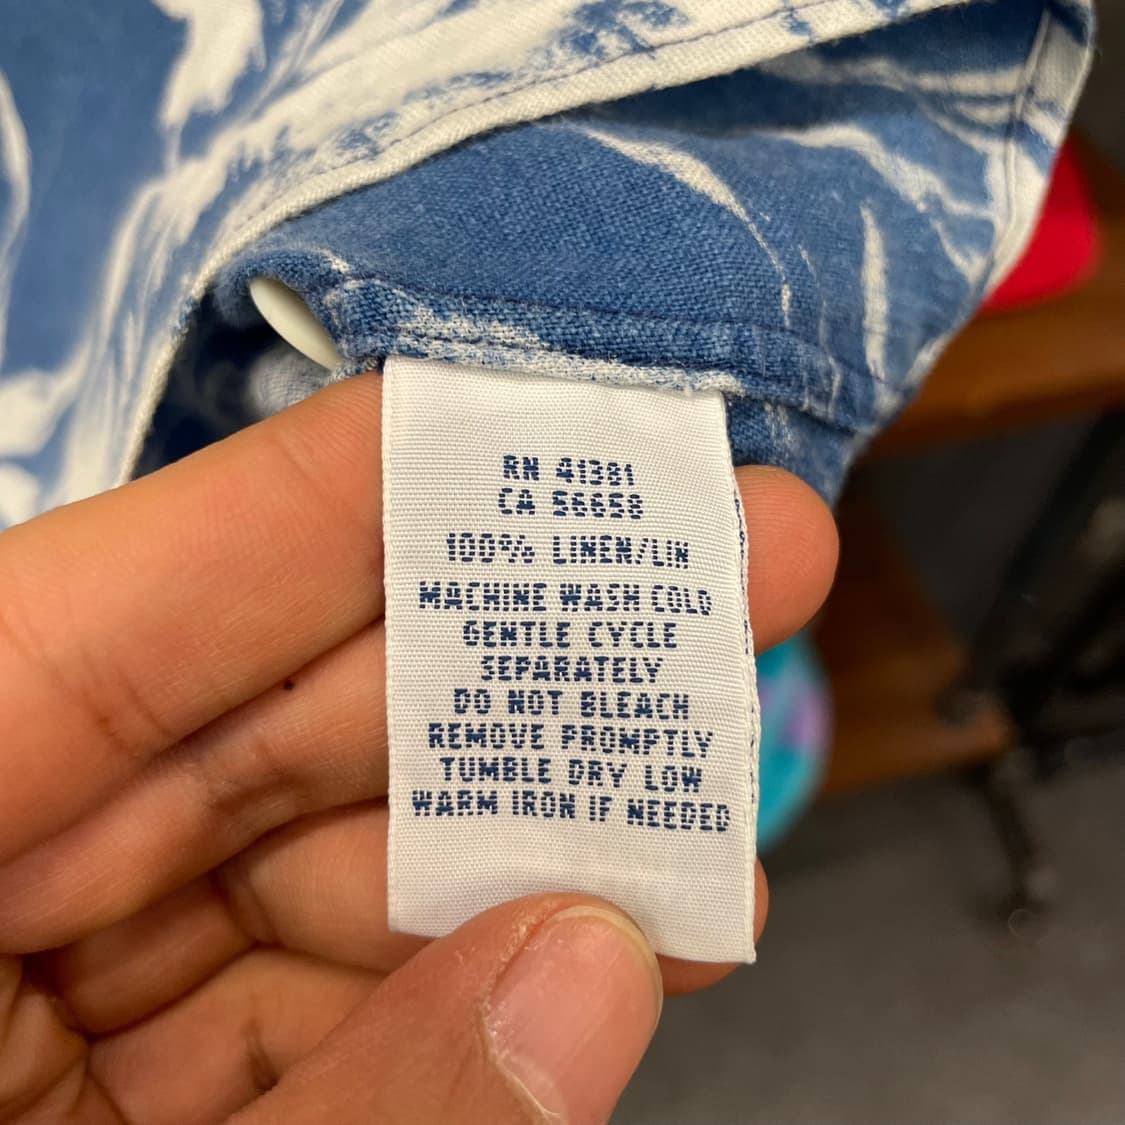 RN 41381
CA 56658
100% LINEN/LIN
MACHINE WASH COLD
GENTLE CYCLE
SEPARATELY
DO NOT BLEACH
REMOVE PROMPTLY
TUMBLE DRY LOW
WARM IRON IF NEEDED